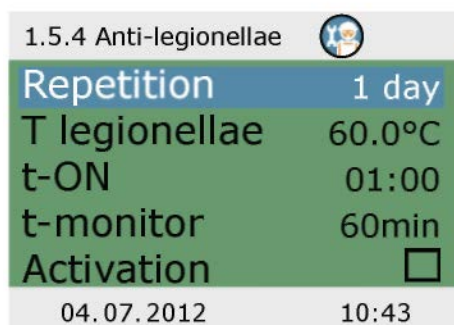 1.5.4 Anti-legionellae
Repetition 1 day
T legionellae 60.0°C
t-ON 01:00
t-monitor 60min
Activation
04.07.2012 10:43